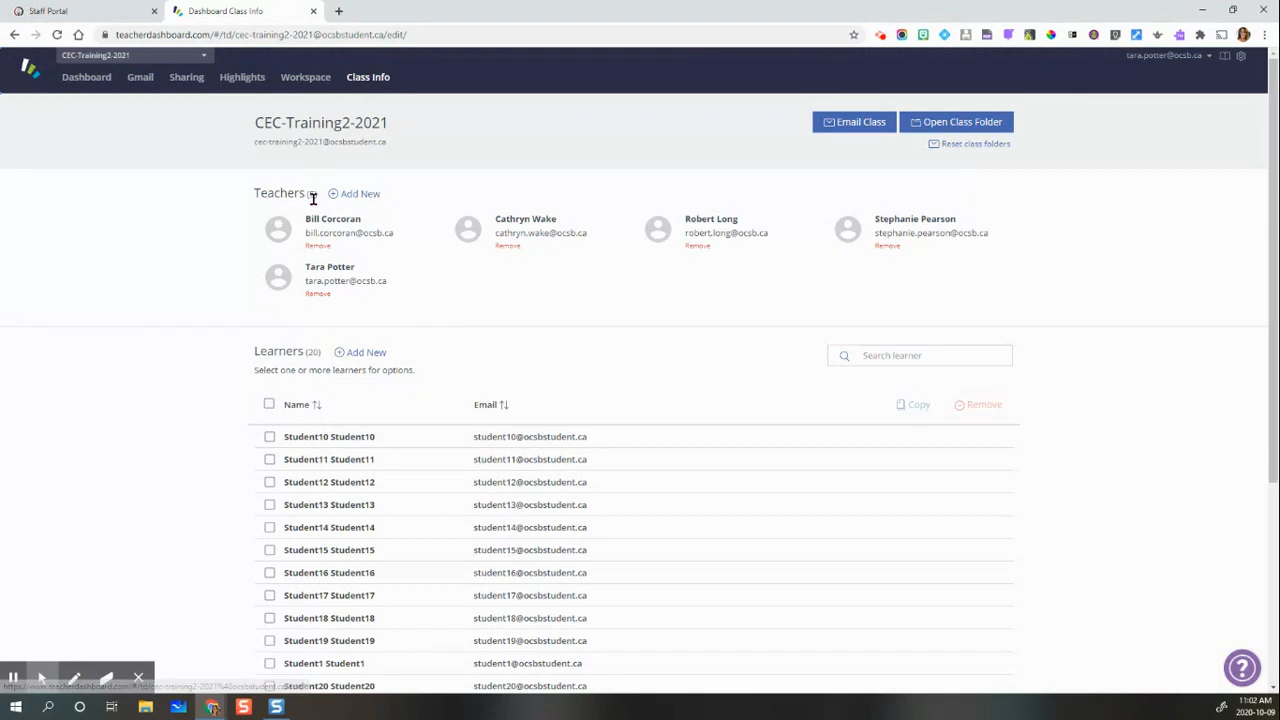 Staff Portal
Dashboard Class Info
teacherdashboard.com/#/td/cec-training2-2021@ocsbstudent.ca/edit/
CEC-Training2-2021
tara.potter@ocsb.ca
Dashboard Gmail Sharing Highlights Workspace Class Info
CEC-Training2-2021
Email Class Open Class Folder
cec-training2-2021@ocsbstudent.ca
Reset class folders
Teachers Add New
Bill Corcoran Cathryn Wake Robert Long Stephanie Pearson
bill.corcoran@ocsb.ca cathryn.wake@ocsb.ca robert.long@ocsb.ca stephanie.pearson@ocsb.ca
Remove Remove Remove Remove
Tara Potter
tara.potter@ocsb.ca
Remove
Learners (20) Add New
Search learner
Select one or more learners for options.
Name Email Copy Remove
Student10 Student10 student10@ocsbstudent.ca
Student11 Student11 student11@ocsbstudent.ca
Student12 Student12 student12@ocsbstudent.ca
Student13 Student13 student13@ocsbstudent.ca
Student14 Student14 student14@ocsbstudent.ca
Student15 Student15 student15@ocsbstudent.ca
Student16 Student16 student16@ocsbstudent.ca
Student17 Student17 student17@ocsbstudent.ca
Student18 Student18 student18@ocsbstudent.ca
Student19 Student19 student19@ocsbstudent.ca
Student1 Student1 student1@ocsbstudent.ca
Student20 Student20 student20@ocsbstudent.ca
11:02 AM
2020-10-09